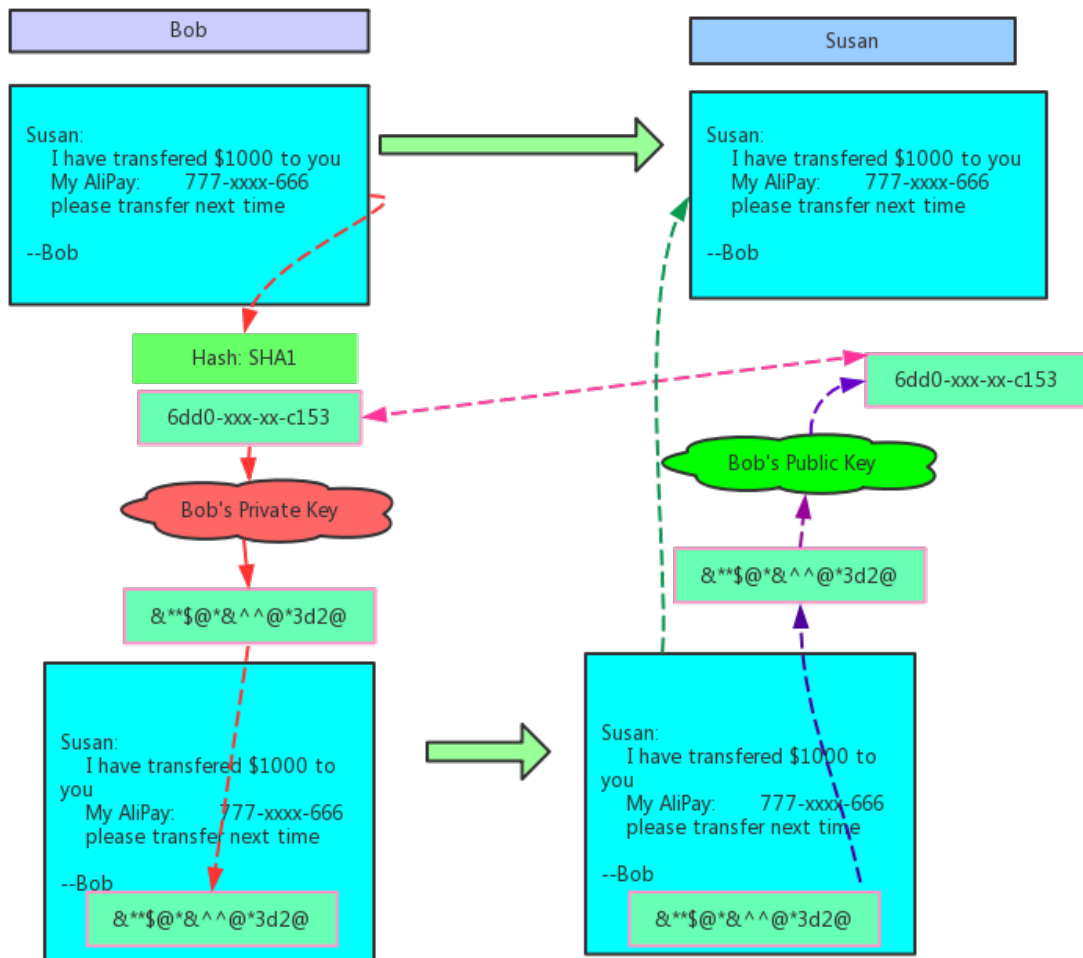 Bob
Susan
Susan:
I have transfered $1000 to you
My AliPay: 777-xxxx-666
please transfer next time
--Bob
Susan:
I have transfered $1000 to you
My AliPay: 777-xxxx-666
please transfer next time
--Bob
Hash: SHA1
6dd0-xxx-xx-c153
6dd0-xxx-xx-c153
Bob's Private Key
Bob's Public Key
&**$@*&^^@*3d2@
&**$@*&^^@*3d2@
Susan:
I have transfered $1000 to
you
My AliPay: 777-xxxx-666
please transfer next time
--Bob
&**$@*&^^@*3d2@
Susan:
I have transfered $1000 to
you
My AliPay: 777-xxxx-666
please transfer next time
--Bob
&**$@*&^^@*3d2@